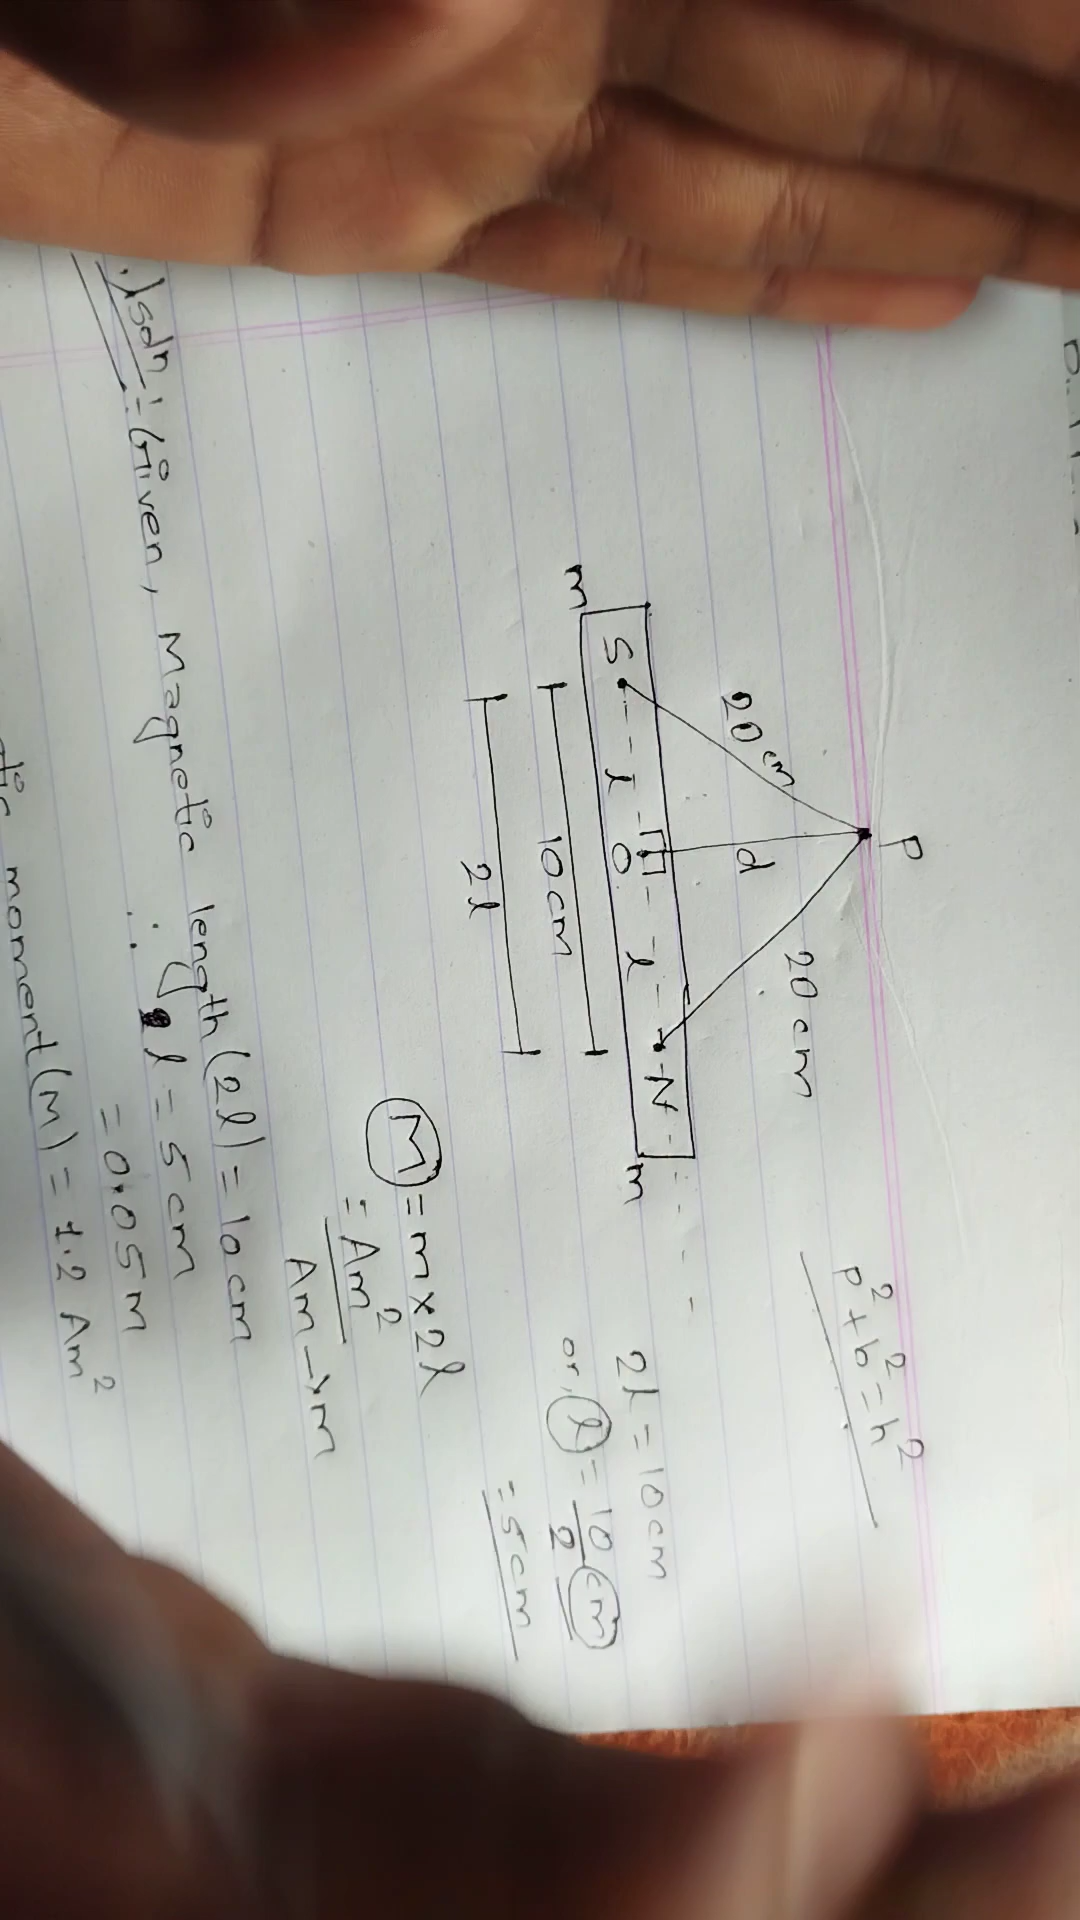 P
20 cm
d
20 cm
p² + b² = h²
S
l
O
l
N
m
m
10 cm
2l
2l = 10 cm
or, l = 10/2 cm
= 5 cm
M = m × 2l
= Am²
Am → m
Solⁿ:- Given, Magnetic length (2l) = 10 cm
∴ l = 5 cm
= 0.05 m
moment (M) = 1.2 Am²